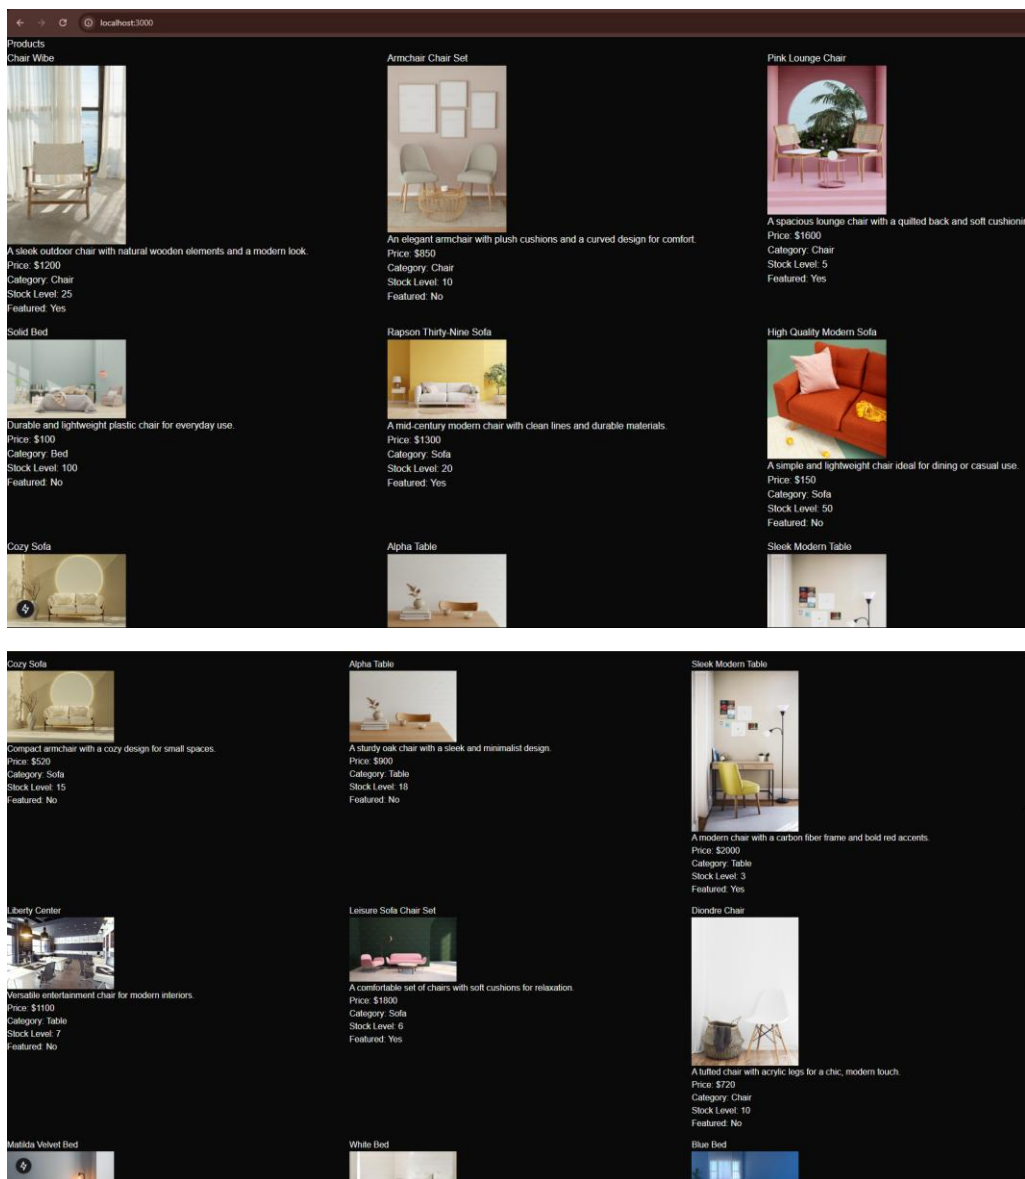 localhost:3000
Products
Chair Wibe
A sleek outdoor chair with natural wooden elements and a modern look.
Price: $1200
Category: Chair
Stock Level: 25
Featured: Yes
Armchair Chair Set
An elegant armchair with plush cushions and a curved design for comfort.
Price: $850
Category: Chair
Stock Level: 10
Featured: No
Pink Lounge Chair
A spacious lounge chair with a quilted back and soft cushionin
Price: $1600
Category: Chair
Stock Level: 5
Featured: Yes
Solid Bed
Durable and lightweight plastic chair for everyday use.
Price: $100
Category: Bed
Stock Level: 100
Featured: No
Rapson Thirty-Nine Sofa
A mid-century modern chair with clean lines and durable materials.
Price: $1300
Category: Sofa
Stock Level: 20
Featured: Yes
High Quality Modern Sofa
A simple and lightweight chair ideal for dining or casual use.
Price: $150
Category: Sofa
Stock Level: 50
Featured: No
Cozy Sofa
Alpha Table
Sleek Modern Table
Cozy Sofa
Compact armchair with a cozy design for small spaces.
Price: $520
Category: Sofa
Stock Level: 15
Featured: No
Alpha Table
A sturdy oak chair with a sleek and minimalist design.
Price: $900
Category: Table
Stock Level: 18
Featured: No
Sleek Modern Table
A modern chair with a carbon fiber frame and bold red accents.
Price: $2000
Category: Table
Stock Level: 3
Featured: Yes
Liberty Center
Versatile entertainment chair for modern interiors.
Price: $1100
Category: Table
Stock Level: 7
Featured: No
Leisure Sofa Chair Set
A comfortable set of chairs with soft cushions for relaxation.
Price: $1800
Category: Sofa
Stock Level: 6
Featured: Yes
Diondre Chair
A tufted chair with acrylic legs for a chic, modern touch.
Price: $720
Category: Chair
Stock Level: 10
Featured: No
Matilda Velvet Bed
White Bed
Blue Bed